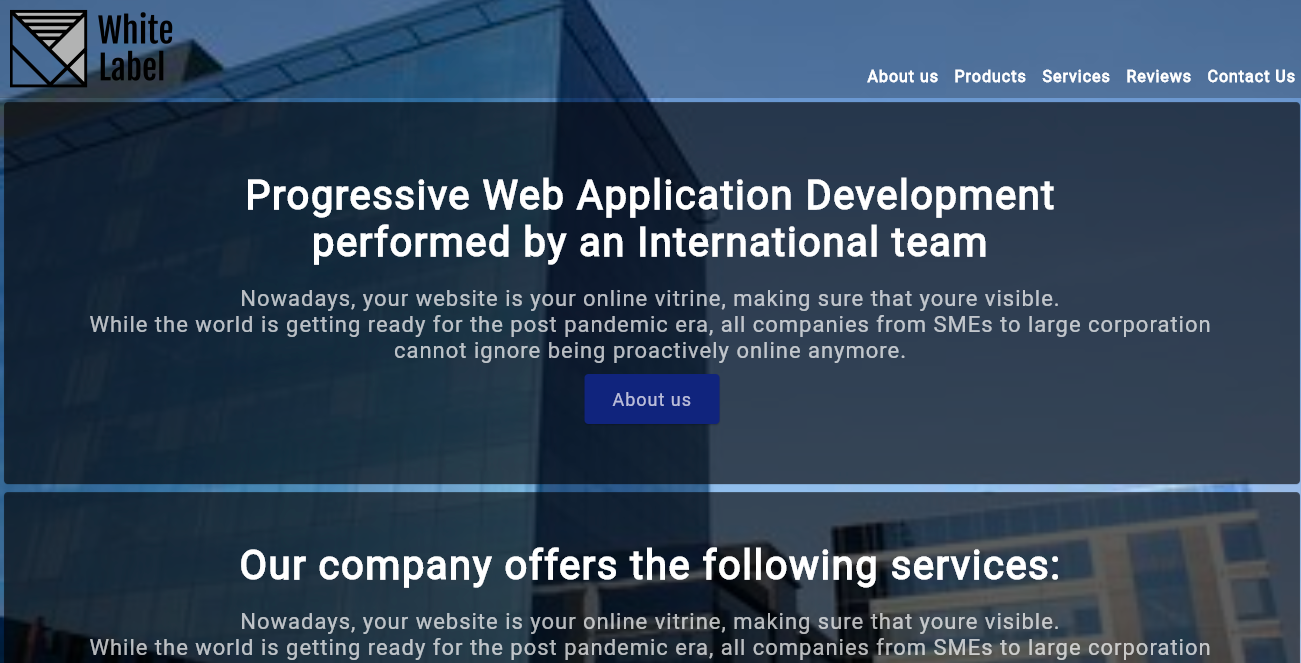 White
Label
About us Products Services Reviews Contact Us
Progressive Web Application Development
performed by an International team
Nowadays, your website is your online vitrine, making sure that youre visible.
While the world is getting ready for the post pandemic era, all companies from SMEs to large corporation
cannot ignore being proactively online anymore.
About us
Our company offers the following services:
Nowadays, your website is your online vitrine, making sure that youre visible.
While the world is getting ready for the post pandemic era, all companies from SMEs to large corporation